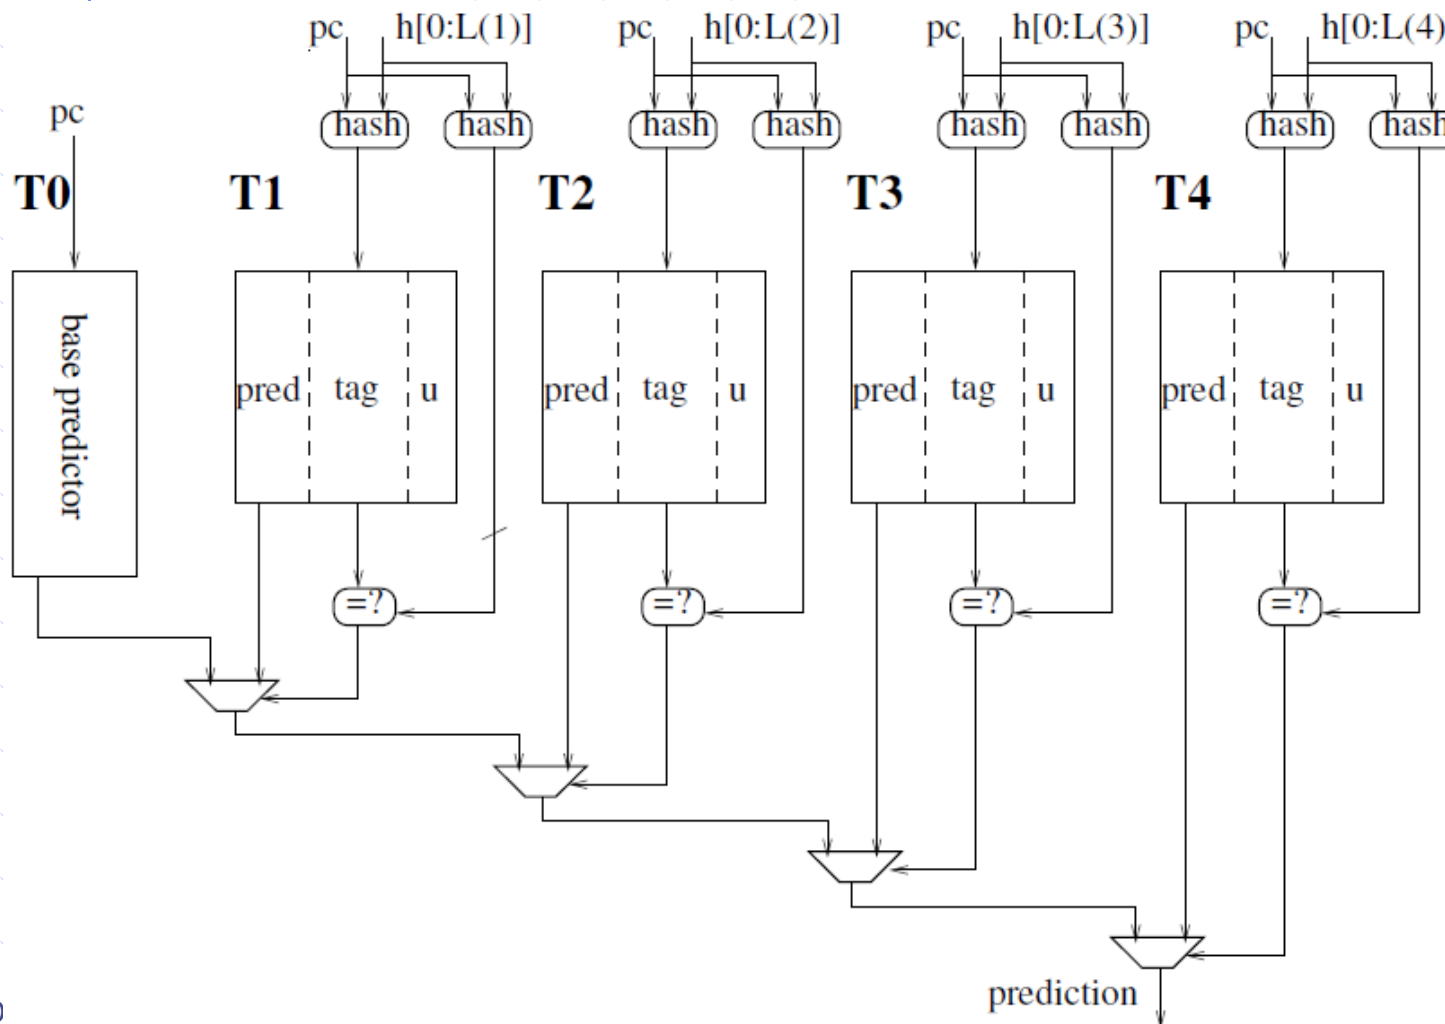 pc h[0:L(1)] pc h[0:L(2)] pc h[0:L(3)] pc h[0:L(4)
pc
hash hash hash hash hash hash hash hash
T0 T1 T2 T3 T4
base predictor
pred tag u pred tag u pred tag u pred tag u
=? =? =? =?
prediction